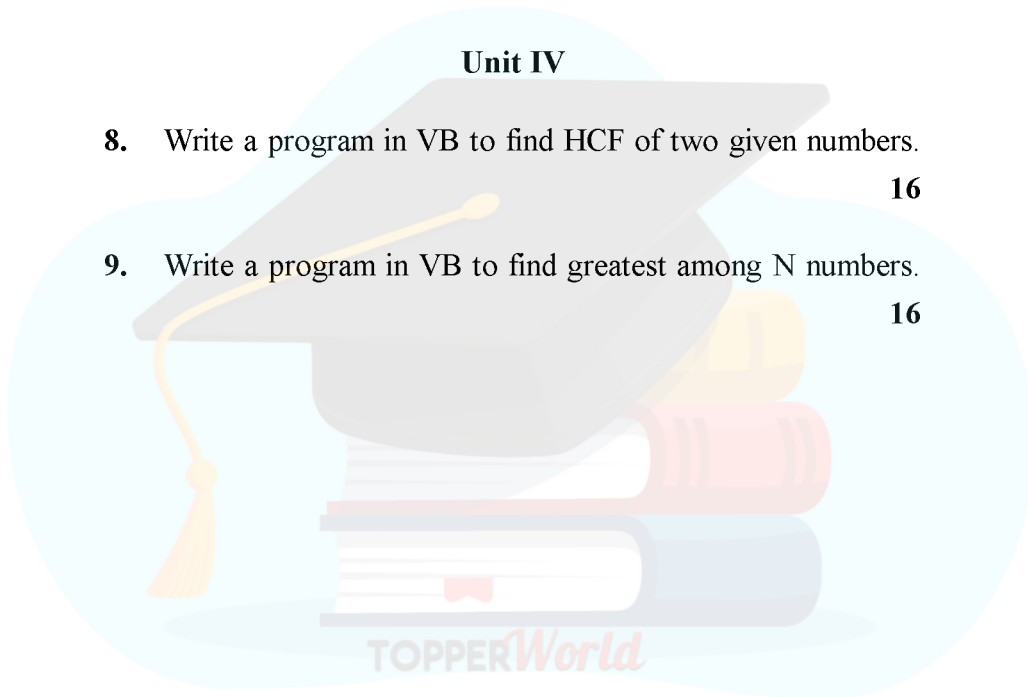 Unit IV
8. Write a program in VB to find HCF of two given numbers.
16
9. Write a program in VB to find greatest among N numbers.
16
TOPPERWorld